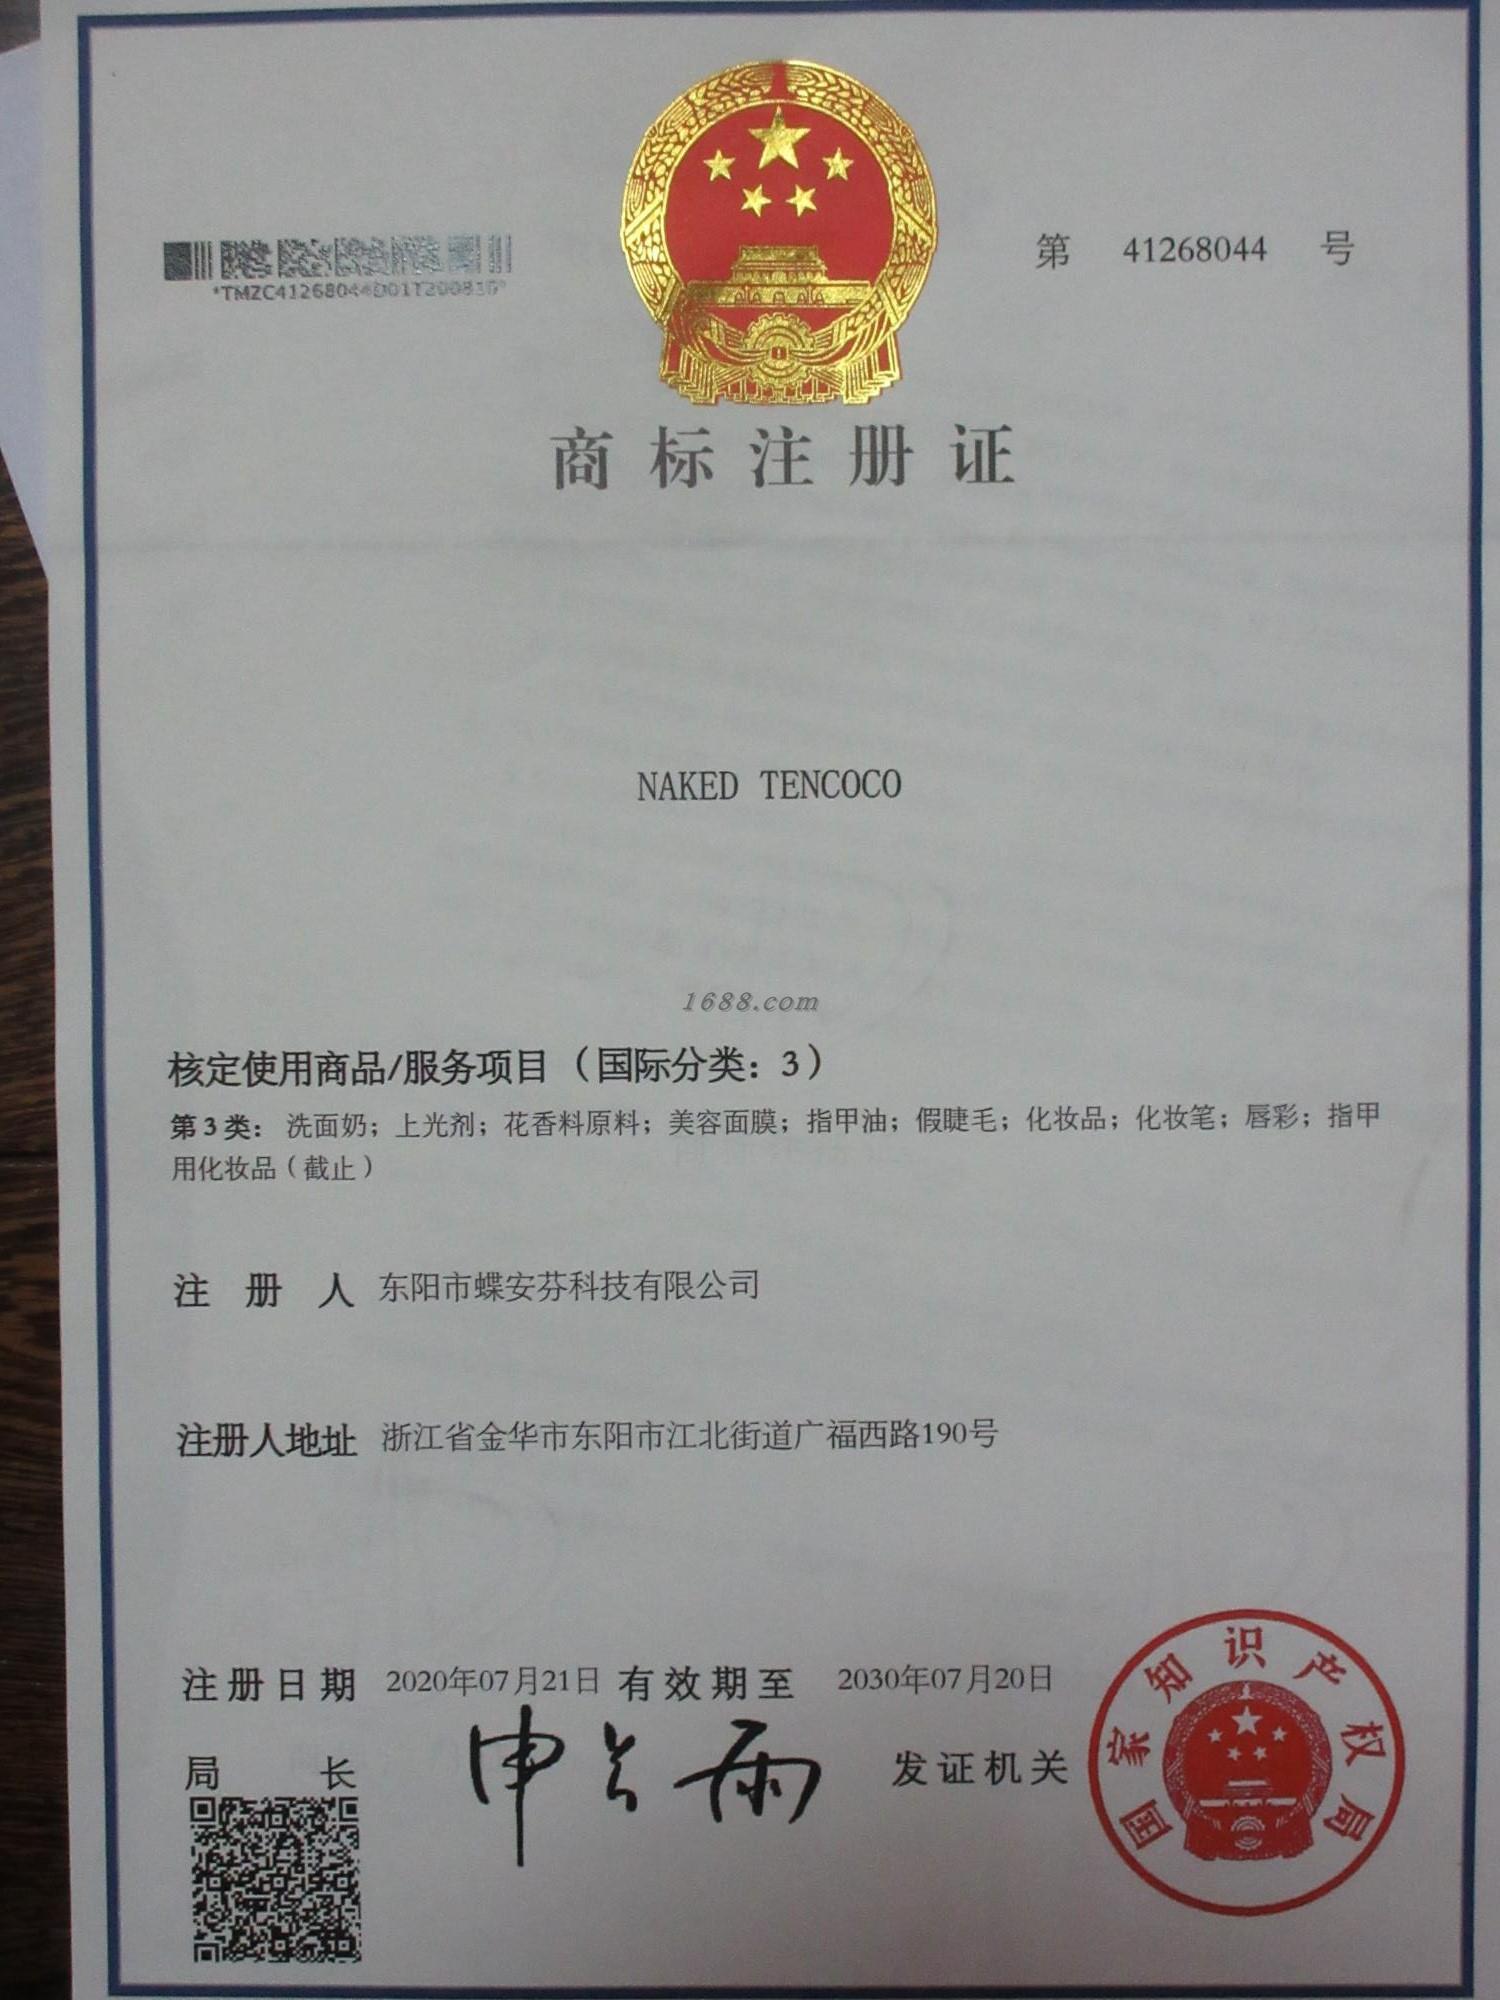 第 41268044 号
*TMZC41268044D01T200810*
商标注册证
NAKED TENCOCO
1688.com
核定使用商品/服务项目（国际分类：3）
第3类：洗面奶；上光剂；花香料原料；美容面膜；指甲油；假睫毛；化妆品；化妆笔；唇彩；指甲
用化妆品（截止）
注册人 东阳市蝶安芬科技有限公司
注册人地址 浙江省金华市东阳市江北街道广福西路190号
注册日期 2020年07月21日 有效期至 2030年07月20日
局长 申长雨 发证机关
国家知识产权局